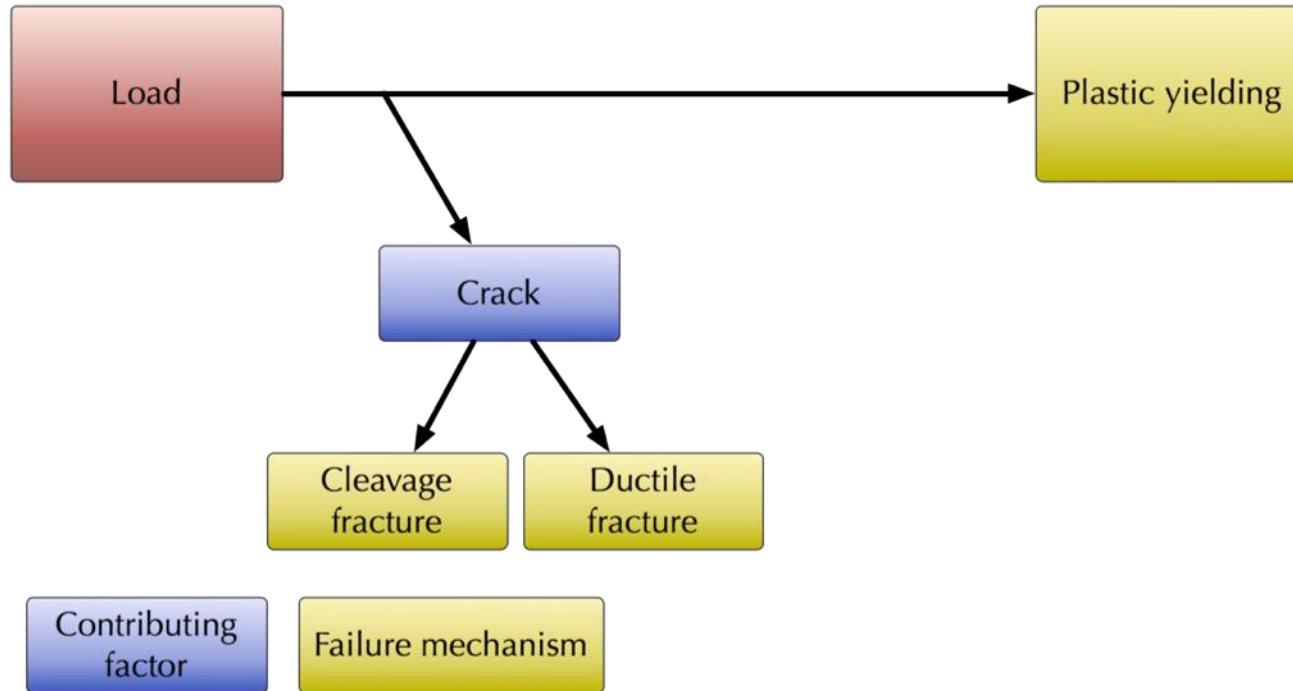 Load
Plastic yielding
Crack
Cleavage
fracture
Ductile
fracture
Contributing
factor
Failure mechanism